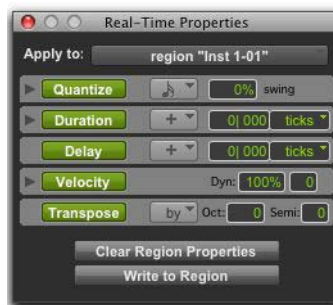 Real-Time Properties
Apply to: region "Inst 1-01"
Quantize 0% swing
Duration + 0| 000 ticks
Delay + 0| 000 ticks
Velocity Dyn: 100% 0
Transpose by Oct: 0 Semi: 0
Clear Region Properties
Write to Region